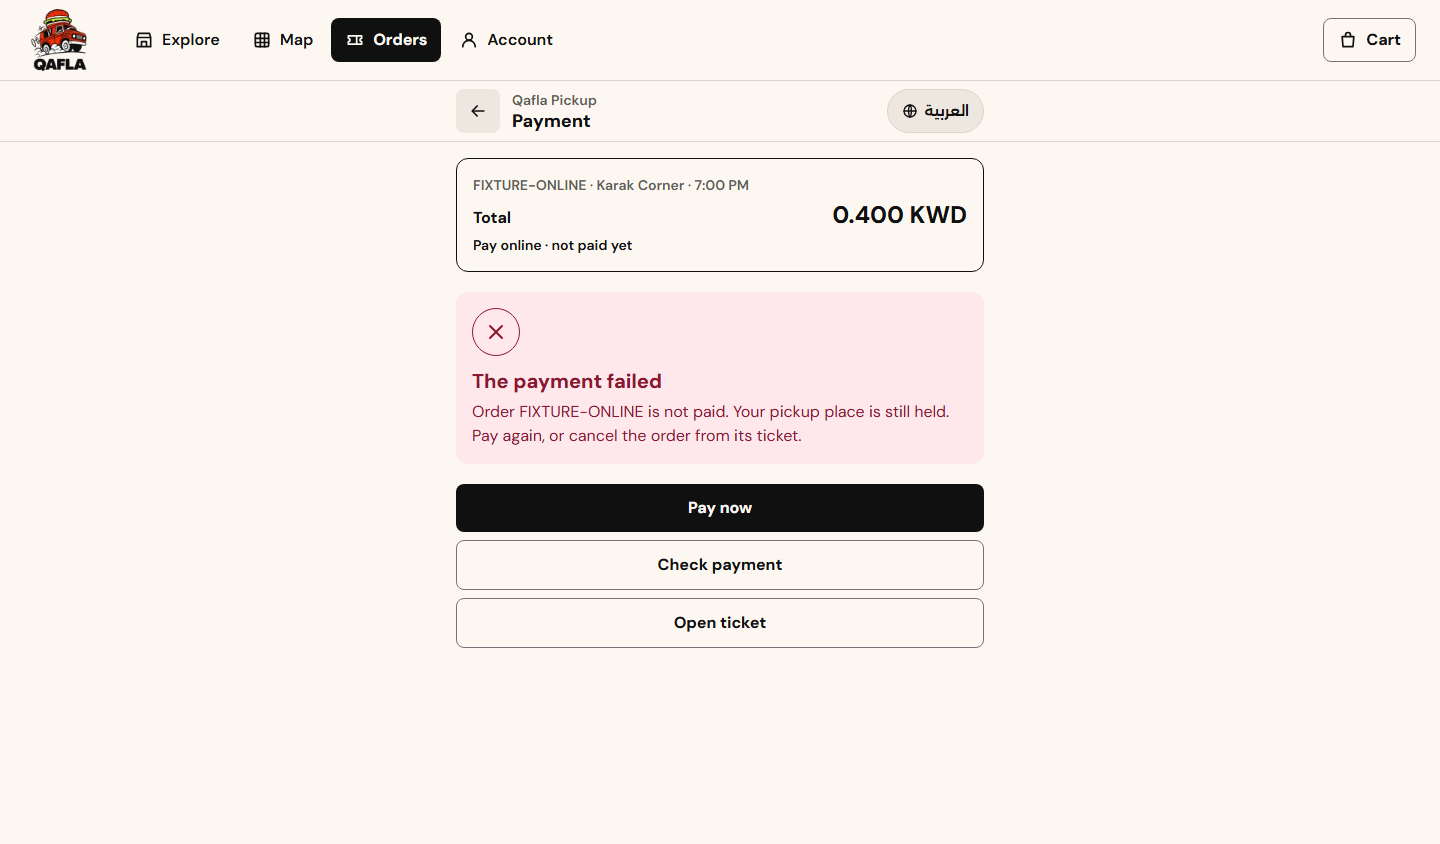 QAFLA
Explore
Map
Orders
Account
Cart
Qafla Pickup
Payment
العربية
FIXTURE-ONLINE · Karak Corner · 7:00 PM
Total 0.400 KWD
Pay online · not paid yet
The payment failed
Order FIXTURE-ONLINE is not paid. Your pickup place is still held.
Pay again, or cancel the order from its ticket.
Pay now
Check payment
Open ticket